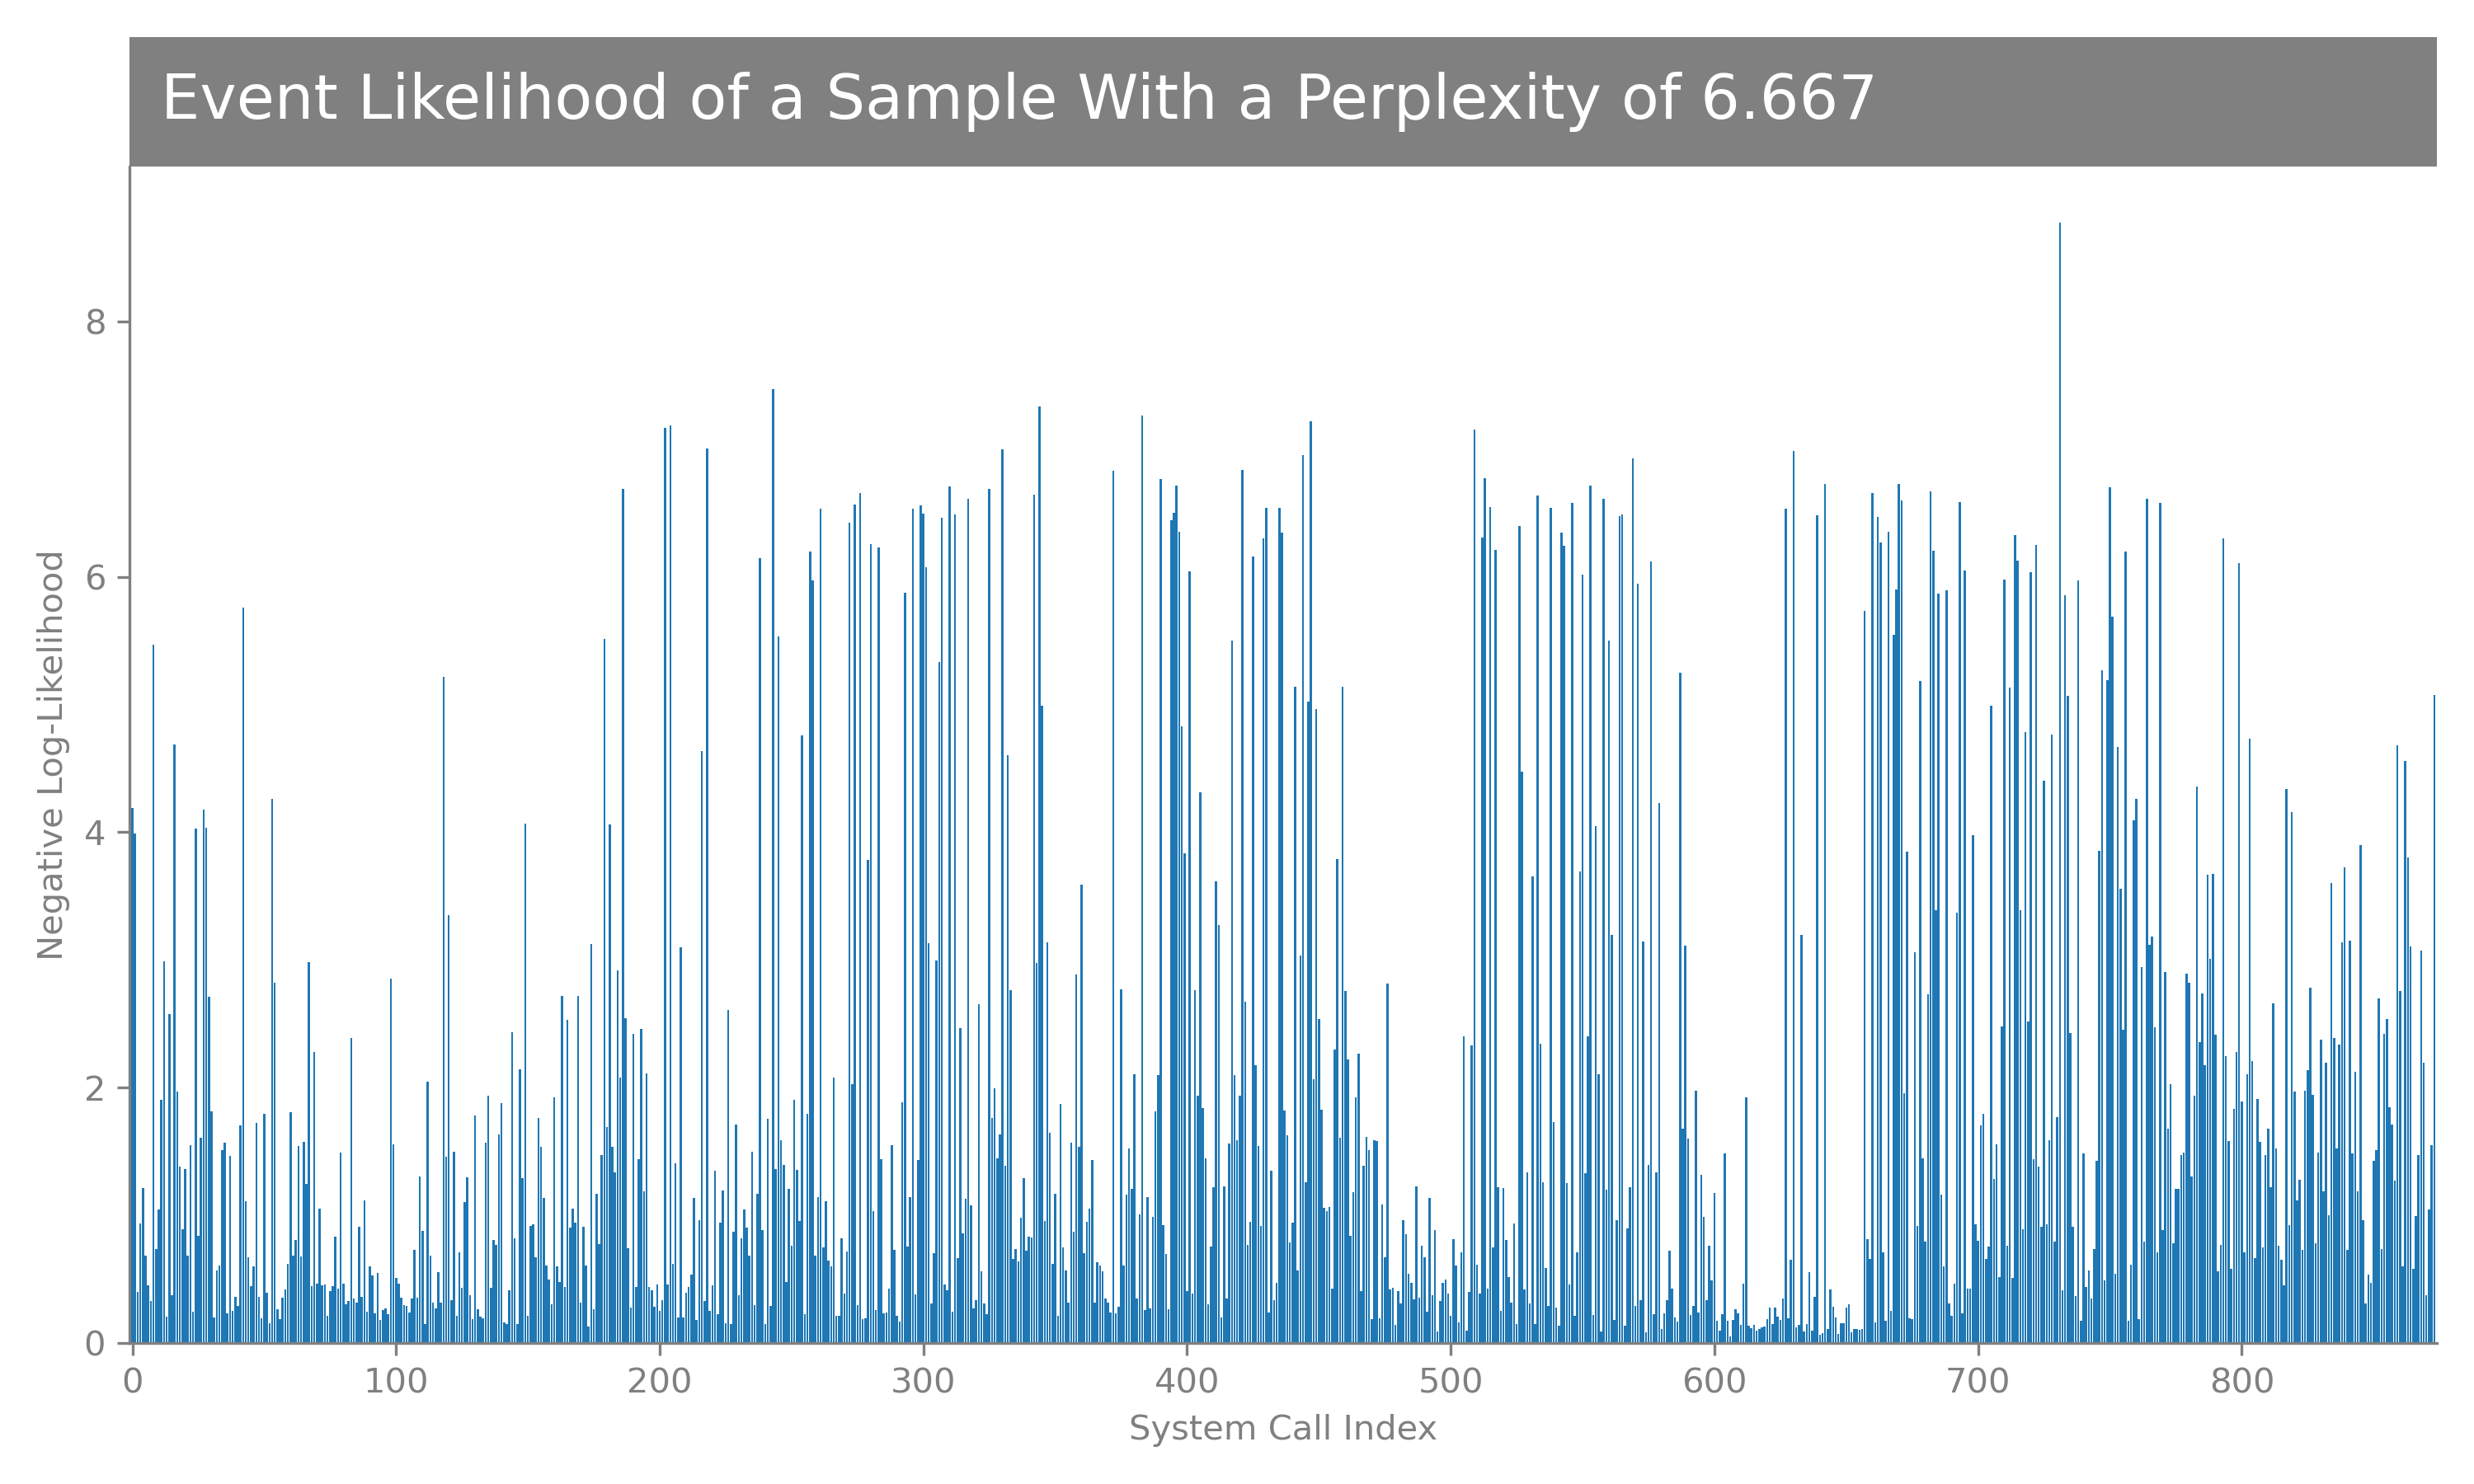 Event Likelihood of a Sample With a Perplexity of 6.667
8
6
4
2
0
Negative Log-Likelihood
0 100 200 300 400 500 600 700 800
System Call Index